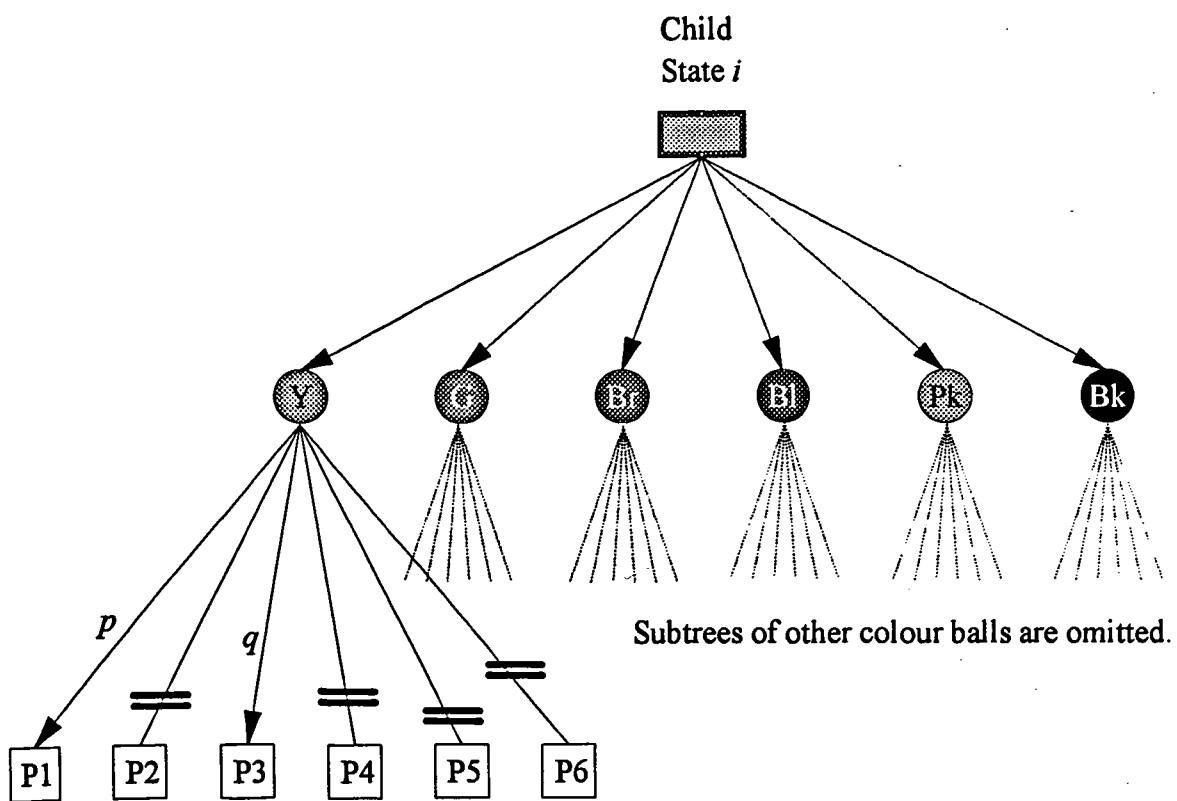 Child
State i
Y G Br Bl Pk Bk
p q
Subtrees of other colour balls are omitted.
P1 P2 P3 P4 P5 P6